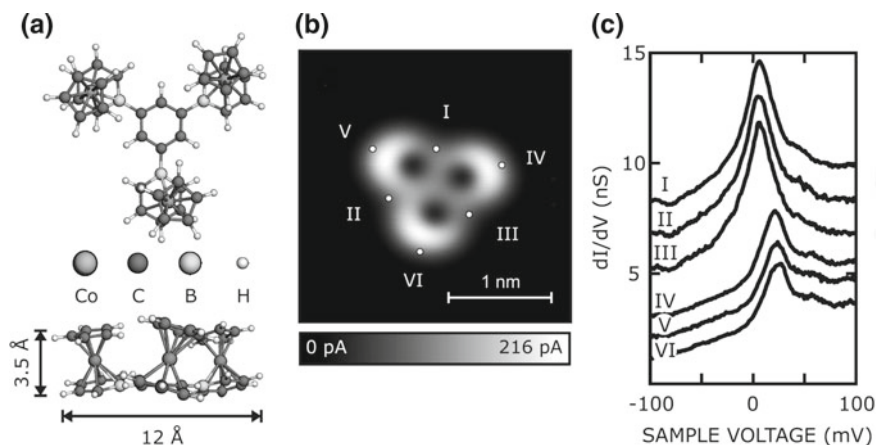 (a)
Co C B H
3.5 Å
12 Å
(b)
I
V
IV
II
III
VI
1 nm
0 pA 216 pA
(c)
15
10
5
dI/dV (nS)
I
II
III
IV
V
VI
-100 0 100
SAMPLE VOLTAGE (mV)